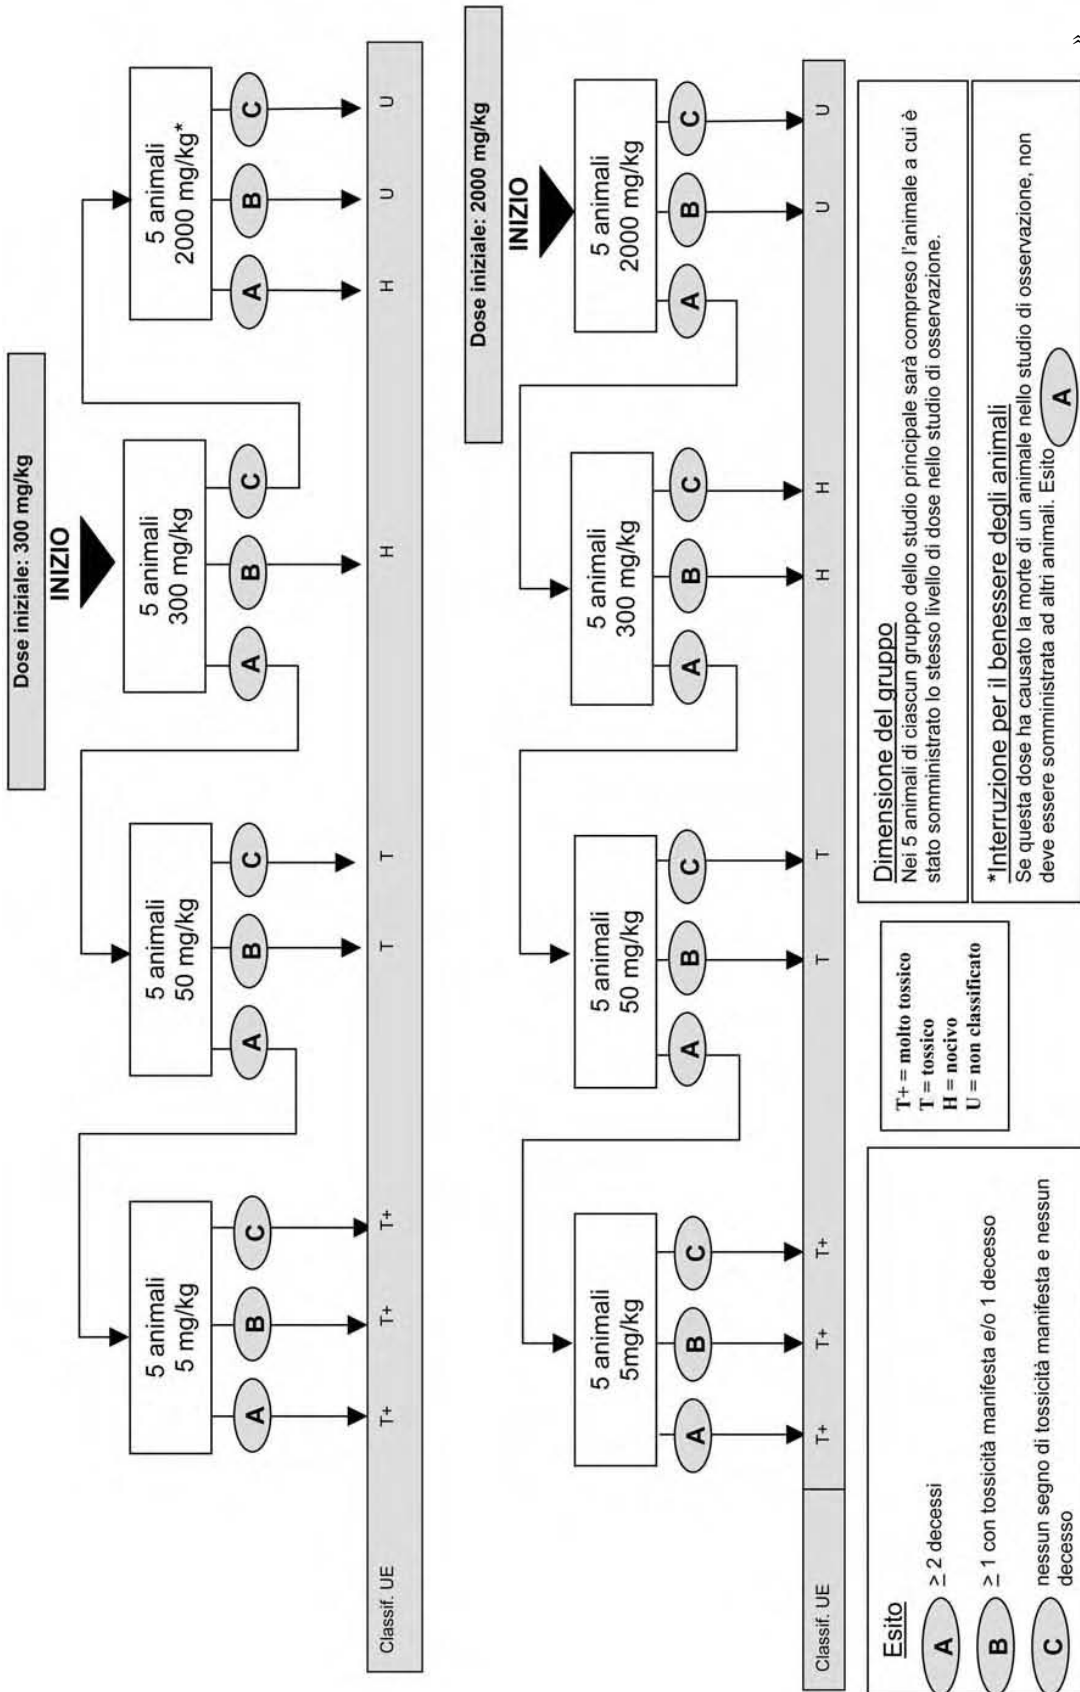 Dose iniziale: 300 mg/kg
INIZIO
5 animali
5 mg/kg
5 animali
50 mg/kg
5 animali
300 mg/kg
5 animali
2000 mg/kg*
A B C A B C A B C A B C
Classif. UE T+ T+ T+ T T H H U U
Dose iniziale: 2000 mg/kg
INIZIO
5 animali
5mg/kg
5 animali
50 mg/kg
5 animali
300 mg/kg
5 animali
2000 mg/kg
A B C A B C A B C A B C
Classif. UE T+ T+ T+ T T H H U U
Esito
A ≥ 2 decessi
B ≥ 1 con tossicità manifesta e/o 1 decesso
C nessun segno di tossicità manifesta e nessun
decesso
T+ = molto tossico
T = tossico
H = nocivo
U = non classificato
Dimensione del gruppo
Nei 5 animali di ciascun gruppo dello studio principale sarà compreso l'animale a cui è
stato somministrato lo stesso livello di dose nello studio di osservazione.
*Interruzione per il benessere degli animali
Se questa dose ha causato la morte di un animale nello studio di osservazione, non
deve essere somministrata ad altri animali. Esito A